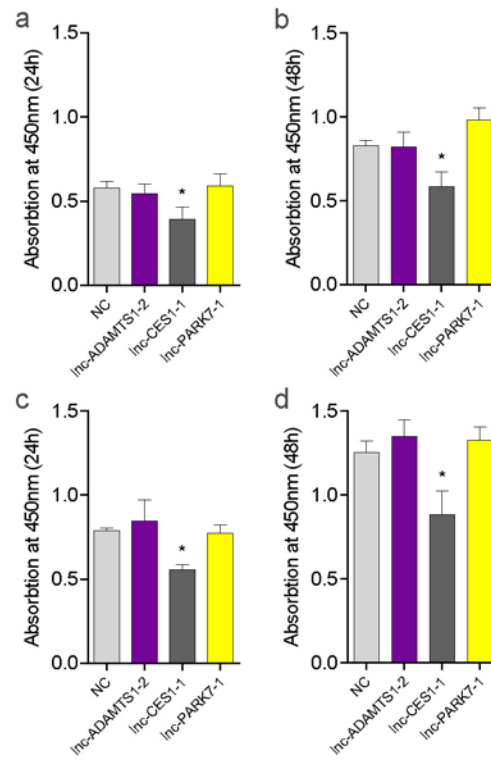 a
Absorbtion at 450nm (24h)
1.5
1.0
0.5
0.0
*
NC
lnc-ADAMTS1-2
lnc-CES1-1
lnc-PARK7-1
b
Absorbtion at 450nm (48h)
1.5
1.0
0.5
0.0
*
NC
lnc-ADAMTS1-2
lnc-CES1-1
lnc-PARK7-1
c
Absorbtion at 450nm (24h)
1.5
1.0
0.5
0.0
*
NC
lnc-ADAMTS1-2
lnc-CES1-1
lnc-PARK7-1
d
Absorbtion at 450nm (48h)
1.5
1.0
0.5
0.0
*
NC
lnc-ADAMTS1-2
lnc-CES1-1
lnc-PARK7-1